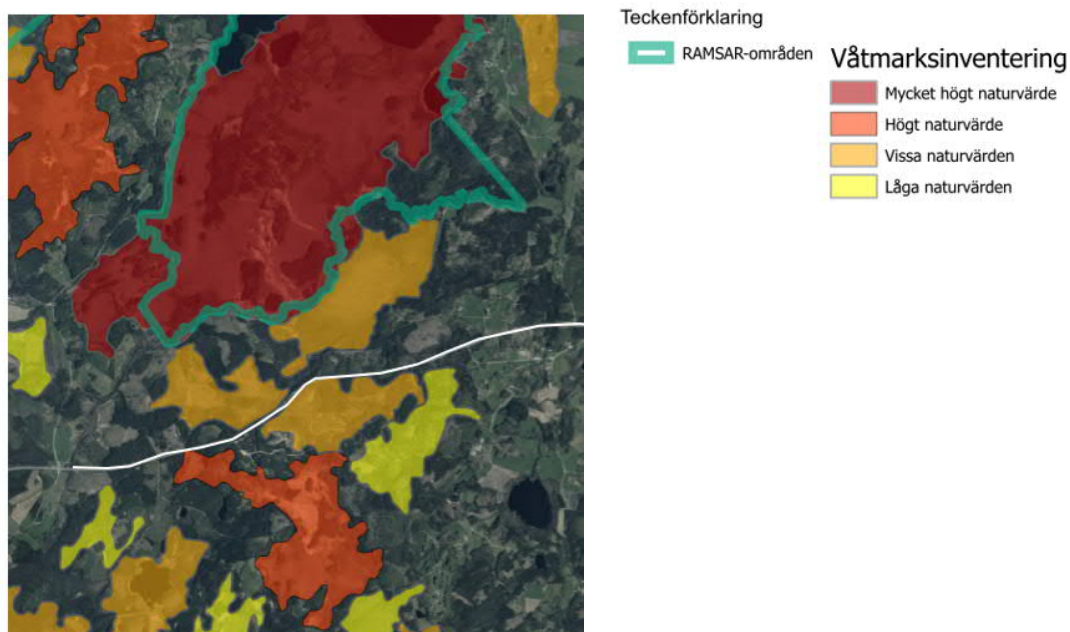 Teckenförklaring
RAMSAR-områden
Våtmarksinventering
Mycket högt naturvärde
Högt naturvärde
Vissa naturvärden
Låga naturvärden